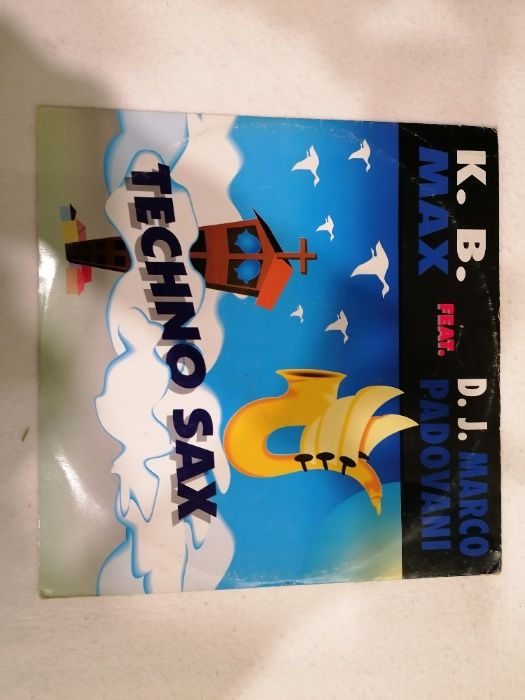 K. B. D.J. MARCO
MAX FEAT. PADOVANI
TECHNO SAX